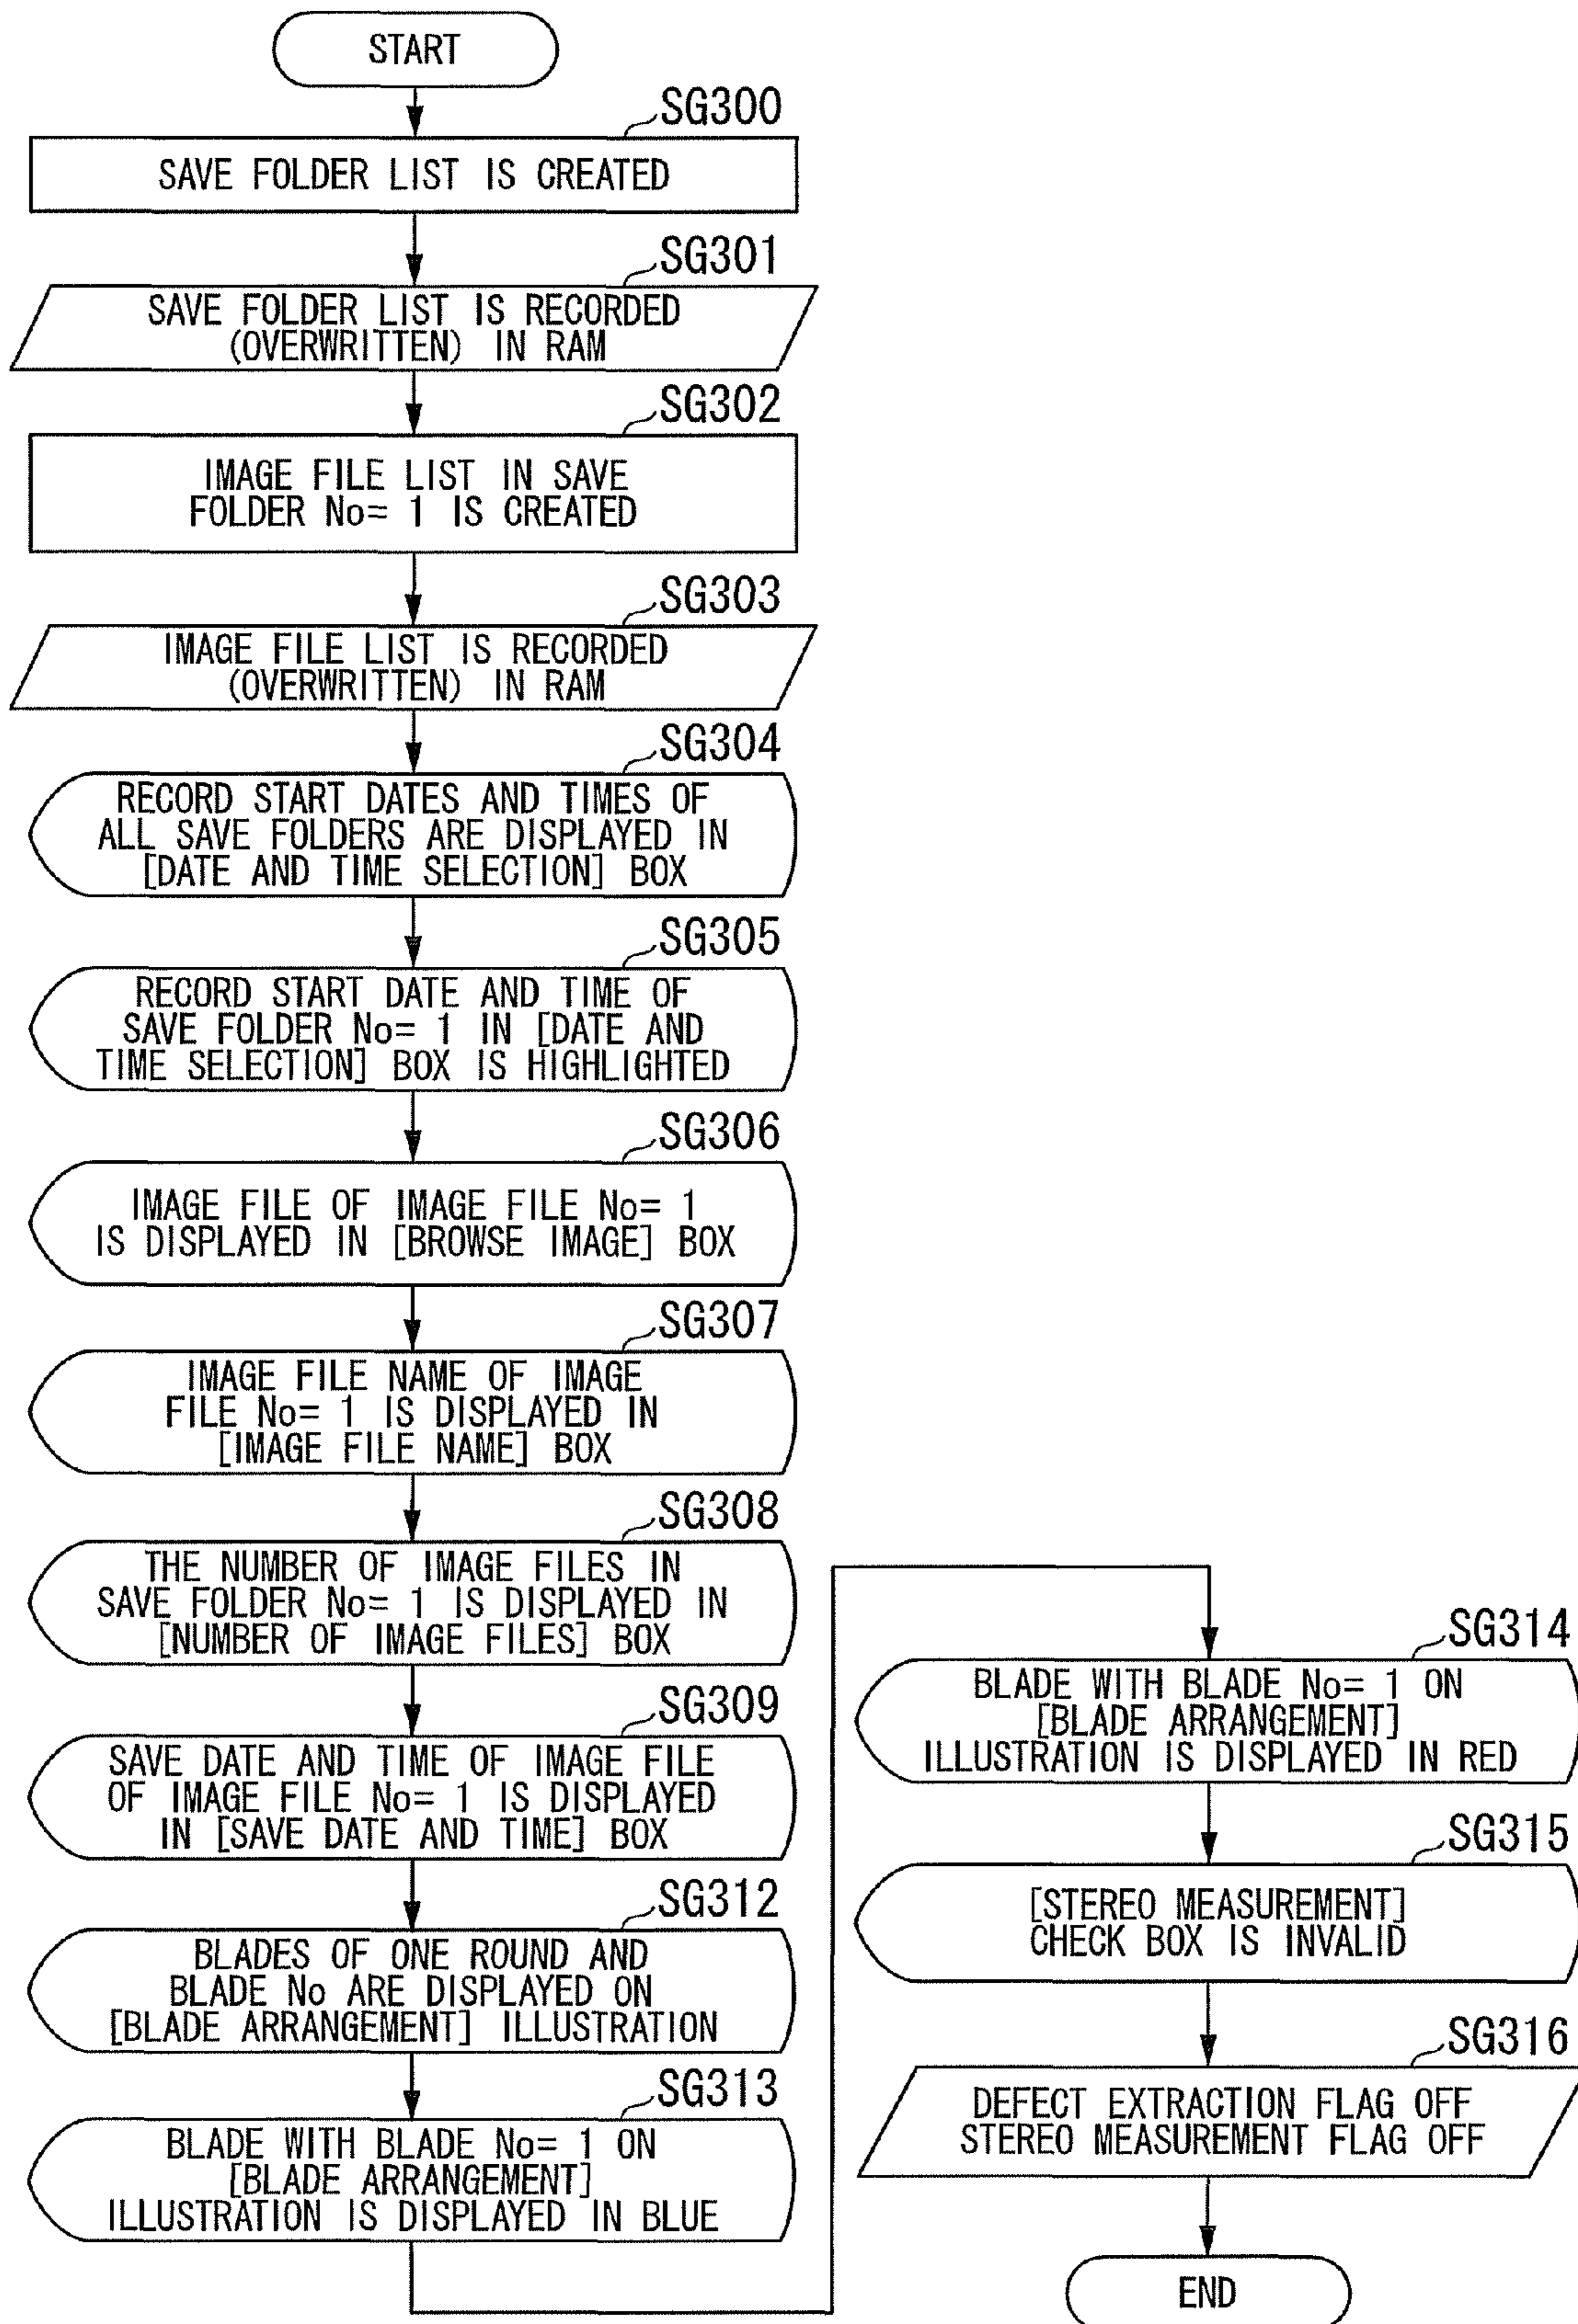 START
SG300
SAVE FOLDER LIST IS CREATED
SG301
SAVE FOLDER LIST IS RECORDED
(OVERWRITTEN) IN RAM
SG302
IMAGE FILE LIST IN SAVE
FOLDER No= 1 IS CREATED
SG303
IMAGE FILE LIST IS RECORDED
(OVERWRITTEN) IN RAM
SG304
RECORD START DATES AND TIMES OF
ALL SAVE FOLDERS ARE DISPLAYED IN
[DATE AND TIME SELECTION] BOX
SG305
RECORD START DATE AND TIME OF
SAVE FOLDER No= 1 IN [DATE AND
TIME SELECTION] BOX IS HIGHLIGHTED
SG306
IMAGE FILE OF IMAGE FILE No= 1
IS DISPLAYED IN [BROWSE IMAGE] BOX
SG307
IMAGE FILE NAME OF IMAGE
FILE No= 1 IS DISPLAYED IN
[IMAGE FILE NAME] BOX
SG308
THE NUMBER OF IMAGE FILES IN
SAVE FOLDER No= 1 IS DISPLAYED IN
[NUMBER OF IMAGE FILES] BOX
SG309
SAVE DATE AND TIME OF IMAGE FILE
OF IMAGE FILE No= 1 IS DISPLAYED
IN [SAVE DATE AND TIME] BOX
SG312
BLADES OF ONE ROUND AND
BLADE No ARE DISPLAYED ON
[BLADE ARRANGEMENT] ILLUSTRATION
SG313
BLADE WITH BLADE No= 1 ON
[BLADE ARRANGEMENT]
ILLUSTRATION IS DISPLAYED IN BLUE
SG314
BLADE WITH BLADE No= 1 ON
[BLADE ARRANGEMENT]
ILLUSTRATION IS DISPLAYED IN RED
SG315
[STEREO MEASUREMENT]
CHECK BOX IS INVALID
SG316
DEFECT EXTRACTION FLAG OFF
STEREO MEASUREMENT FLAG OFF
END